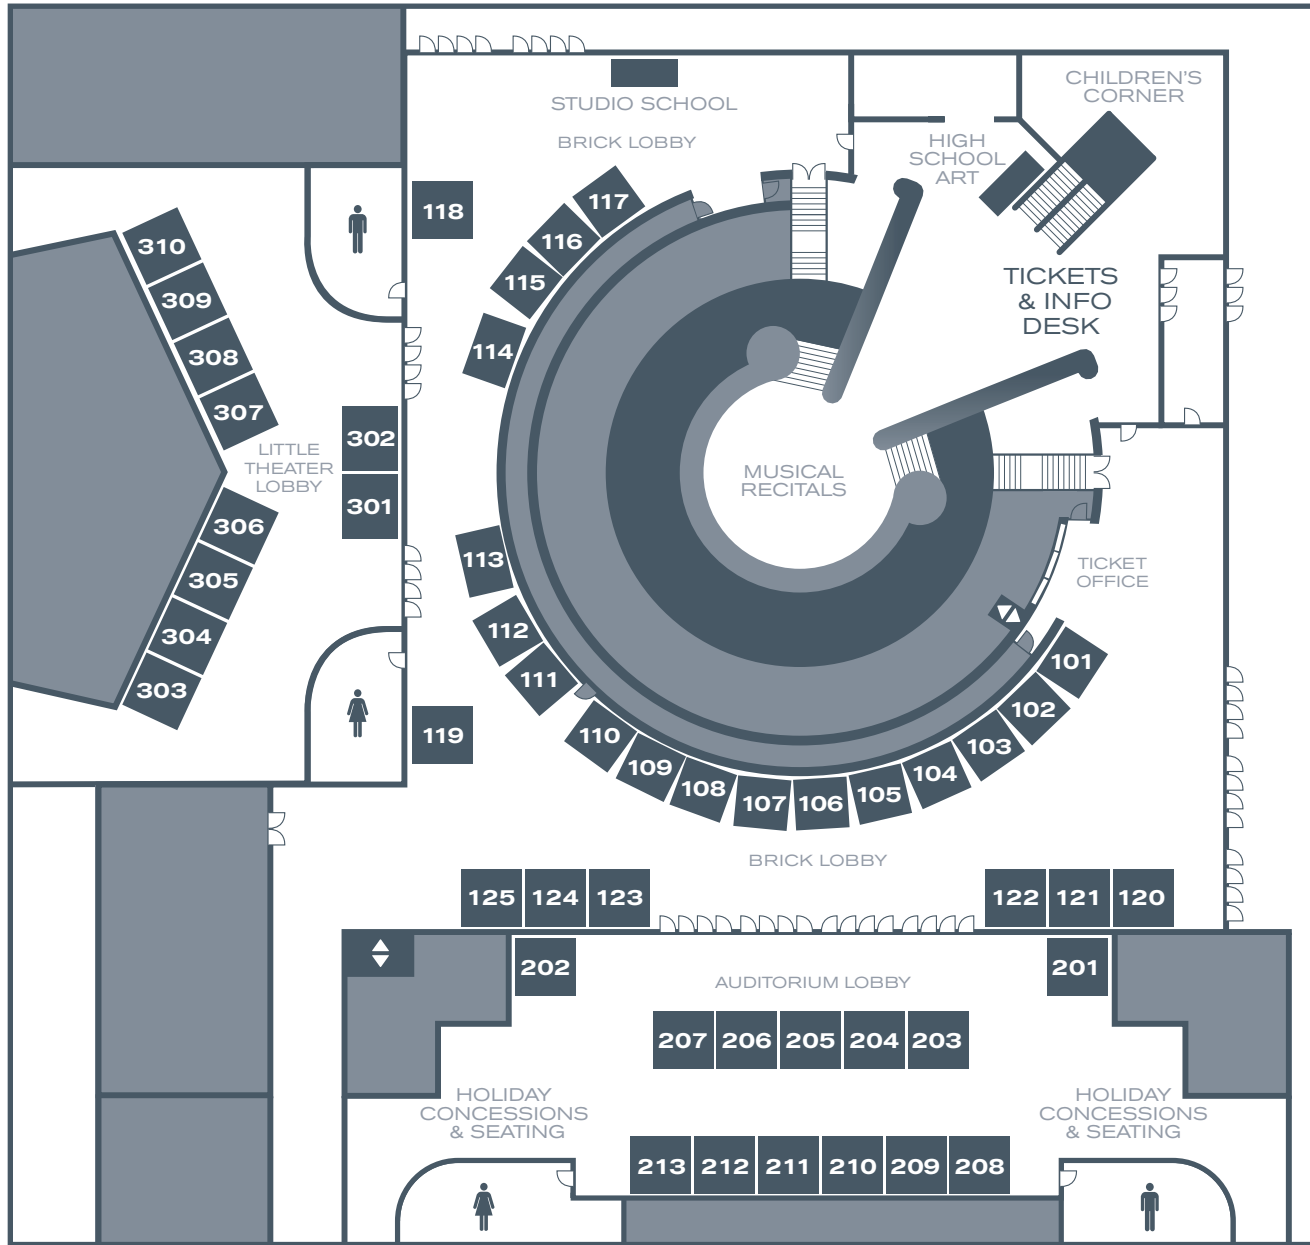 CHILDREN'S
CORNER
STUDIO SCHOOL
BRICK LOBBY
HIGH
SCHOOL
ART
117
118
116
310
115
TICKETS
& INFO
DESK
309
114
308
307
302
LITTLE
THEATER
LOBBY
301
MUSICAL
RECITALS
306
113
305
TICKET
OFFICE
112
304
101
111
303
102
119
110
103
109
104
108
105
107
106
BRICK LOBBY
125
124
123
122
121
120
202
AUDITORIUM LOBBY
201
207
206
205
204
203
HOLIDAY
CONCESSIONS
& SEATING
HOLIDAY
CONCESSIONS
& SEATING
213
212
211
210
209
208